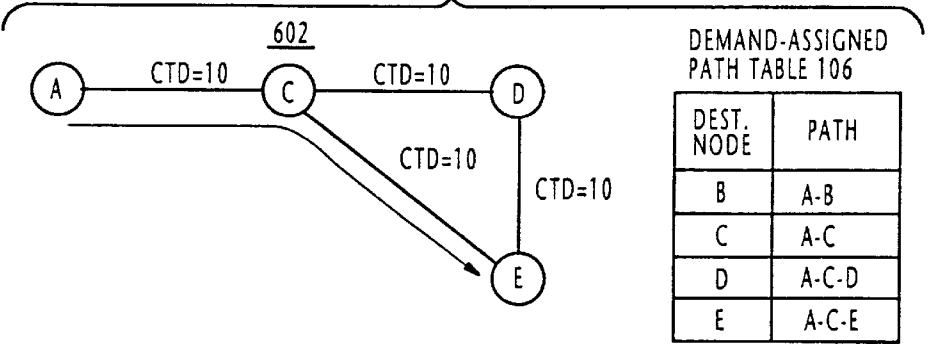 602
DEMAND-ASSIGNED
PATH TABLE 106
A
CTD=10
C
CTD=10
D
CTD=10
CTD=10
E
DEST.
NODE
PATH
B
A-B
C
A-C
D
A-C-D
E
A-C-E